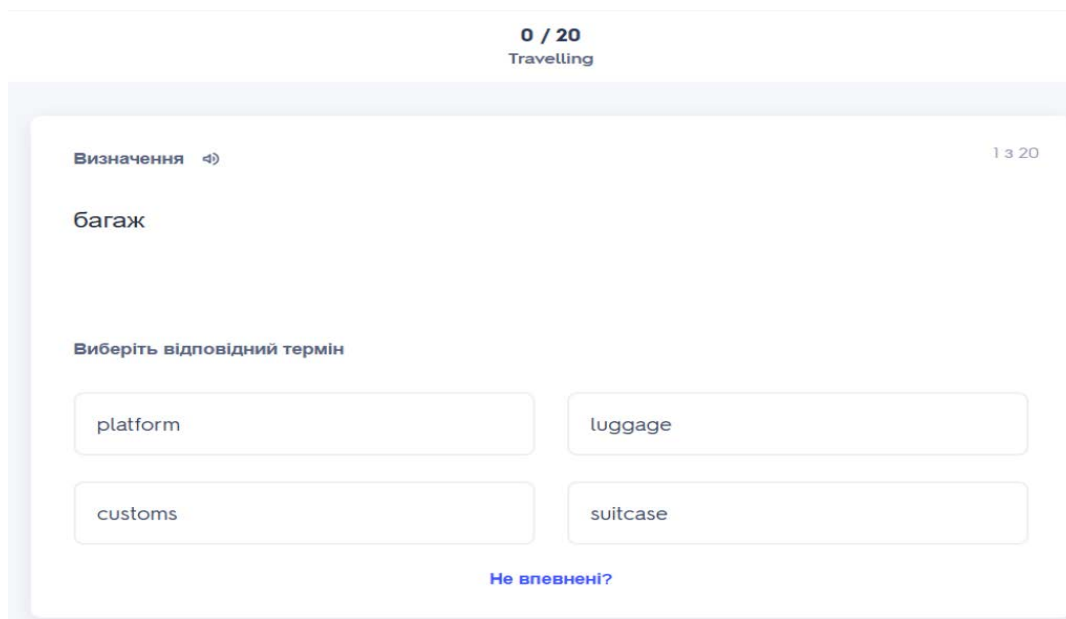 0 / 20
Travelling
Визначення
1 з 20
багаж
Виберіть відповідний термін
platform
luggage
customs
suitcase
Не впевнені?